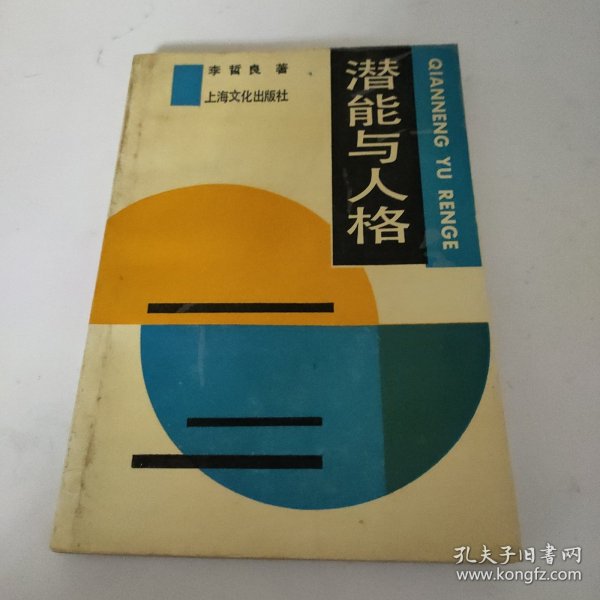 李哲良 著
上海文化出版社
潜能与人格
QIANNENG YU RENGE
孔夫子旧书网
www.kongfz.com